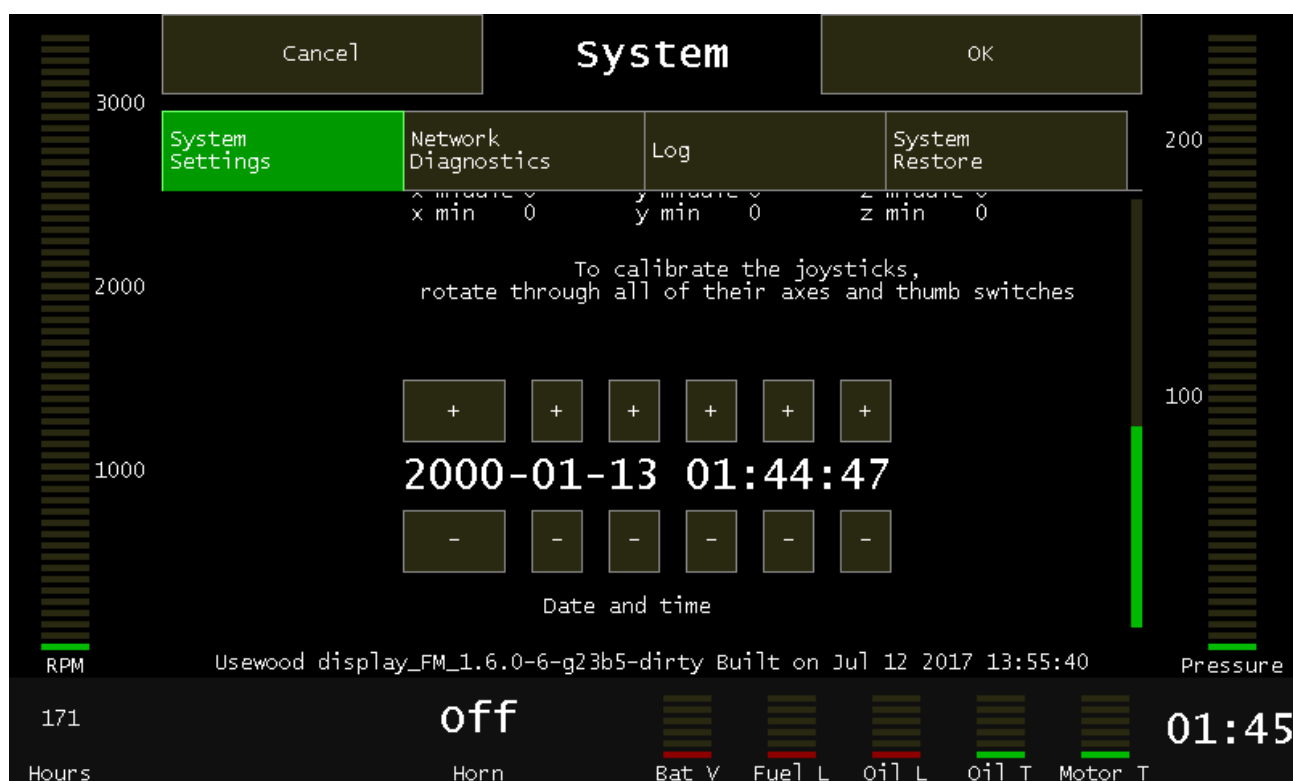 Cancel System OK
3000
System Settings
Network Diagnostics
Log
System Restore
200
x min 0 y min 0 z min 0
To calibrate the joysticks,
rotate through all of their axes and thumb switches
2000
100
+ + + + + +
1000
2000-01-13 01:44:47
- - - - - -
Date and time
Usewood display_FM_1.6.0-6-g23b5-dirty Built on Jul 12 2017 13:55:40
RPM
Pressure
171
off
01:45
Hours
Horn
Bat V Fuel L Oil L Oil T Motor T